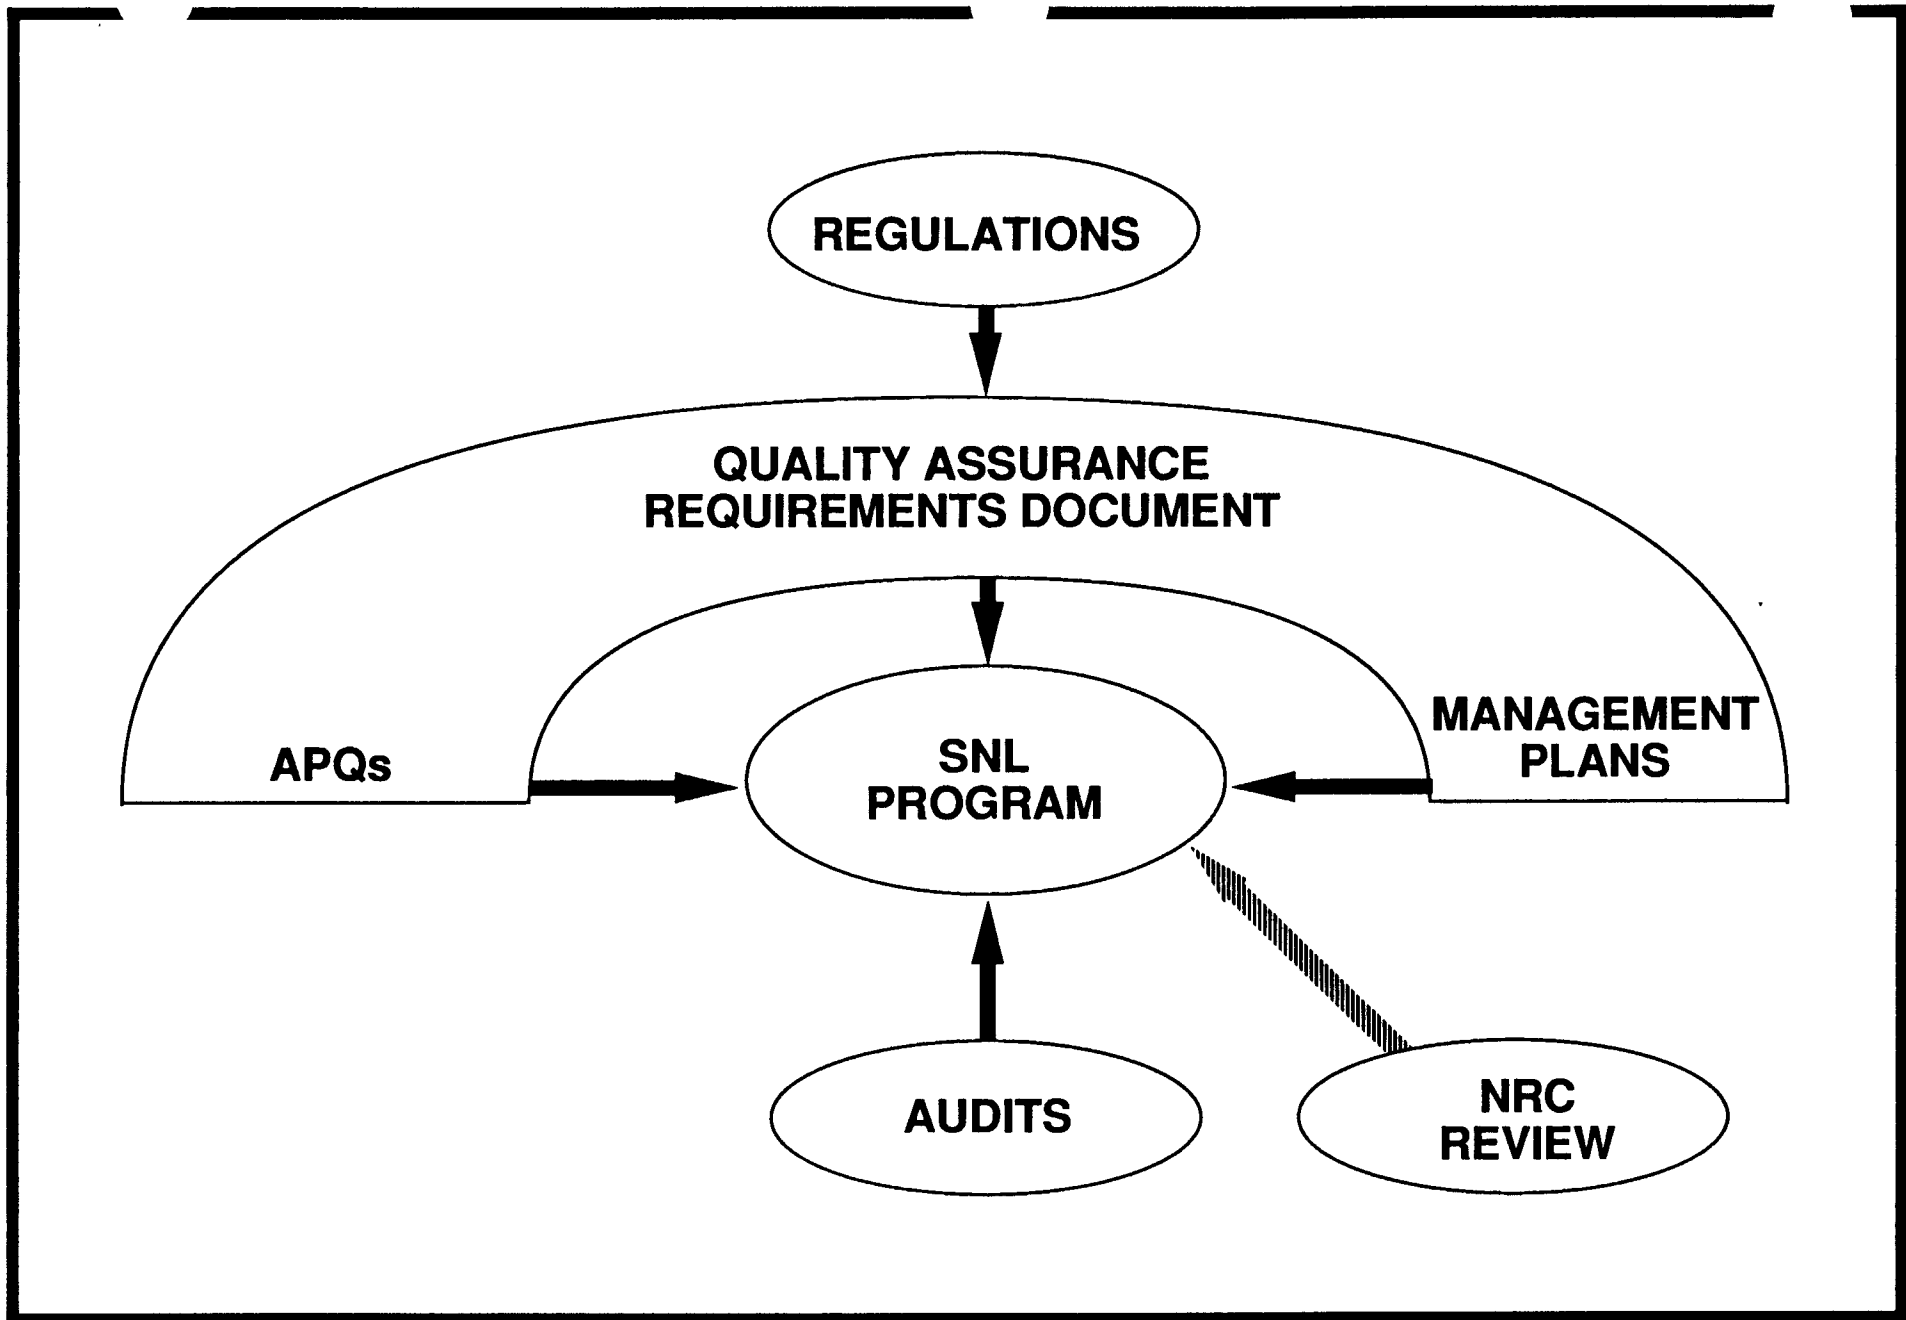 REGULATIONS
QUALITY ASSURANCE
REQUIREMENTS DOCUMENT
APQs
SNL
PROGRAM
MANAGEMENT
PLANS
AUDITS
NRC
REVIEW